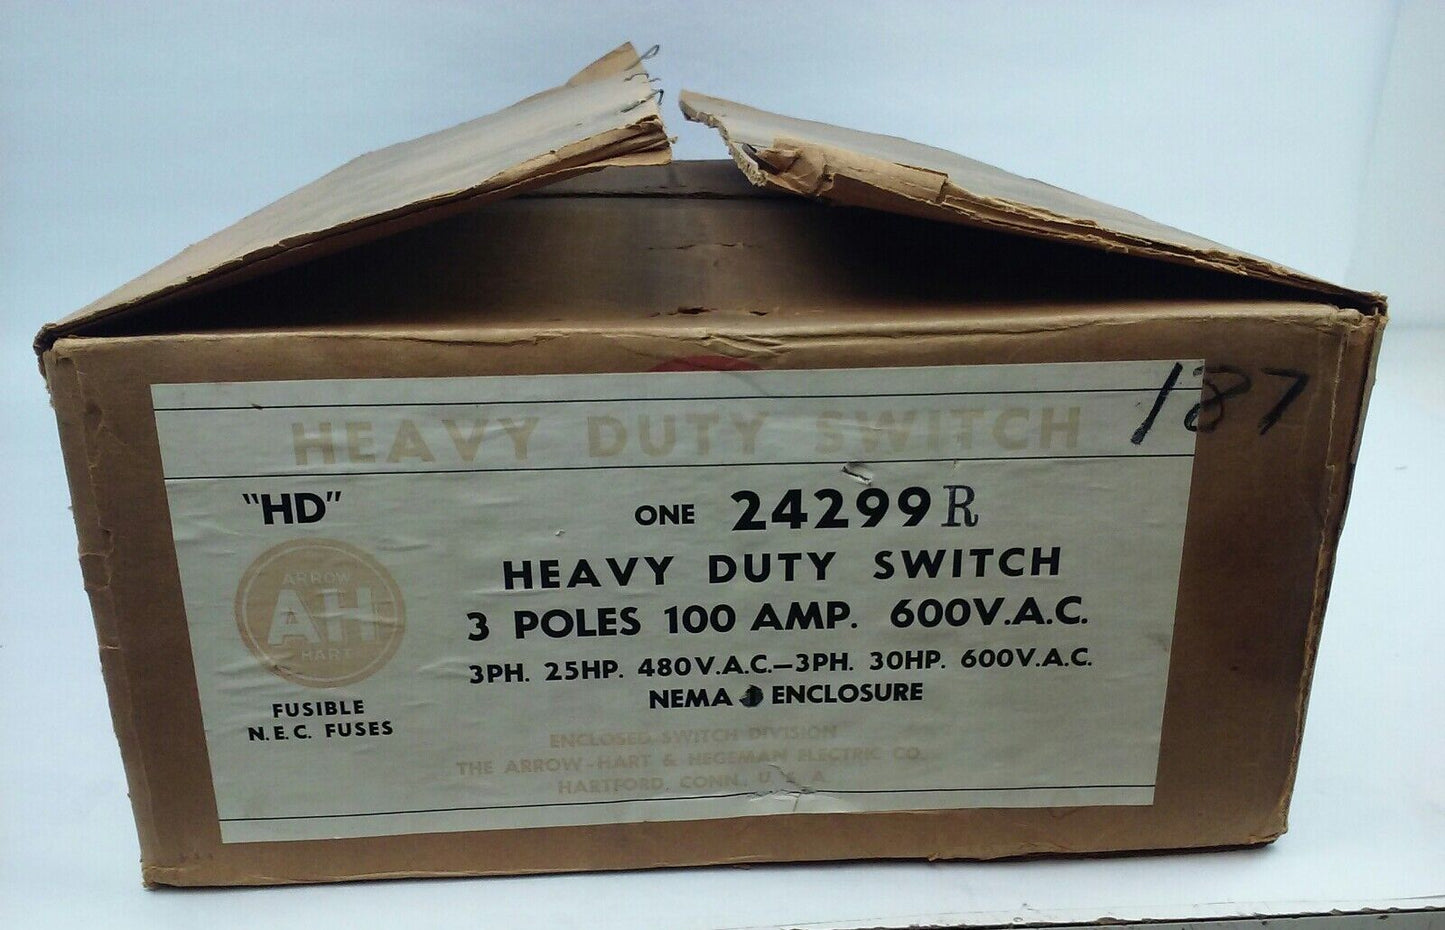 187
HEAVY DUTY SWITCH
"HD"
ONE 24299R
HEAVY DUTY SWITCH
ARROW
AH
HART
3 POLES 100 AMP. 600V.A.C.
3PH. 25HP. 480V.A.C.—3PH. 30HP. 600V.A.C.
FUSIBLE
N.E.C. FUSES
NEMA ENCLOSURE
ENCLOSED SWITCH DIVISION
THE ARROW-HART & HEGEMAN ELECTRIC CO.
HARTFORD, CONN., U.S.A.